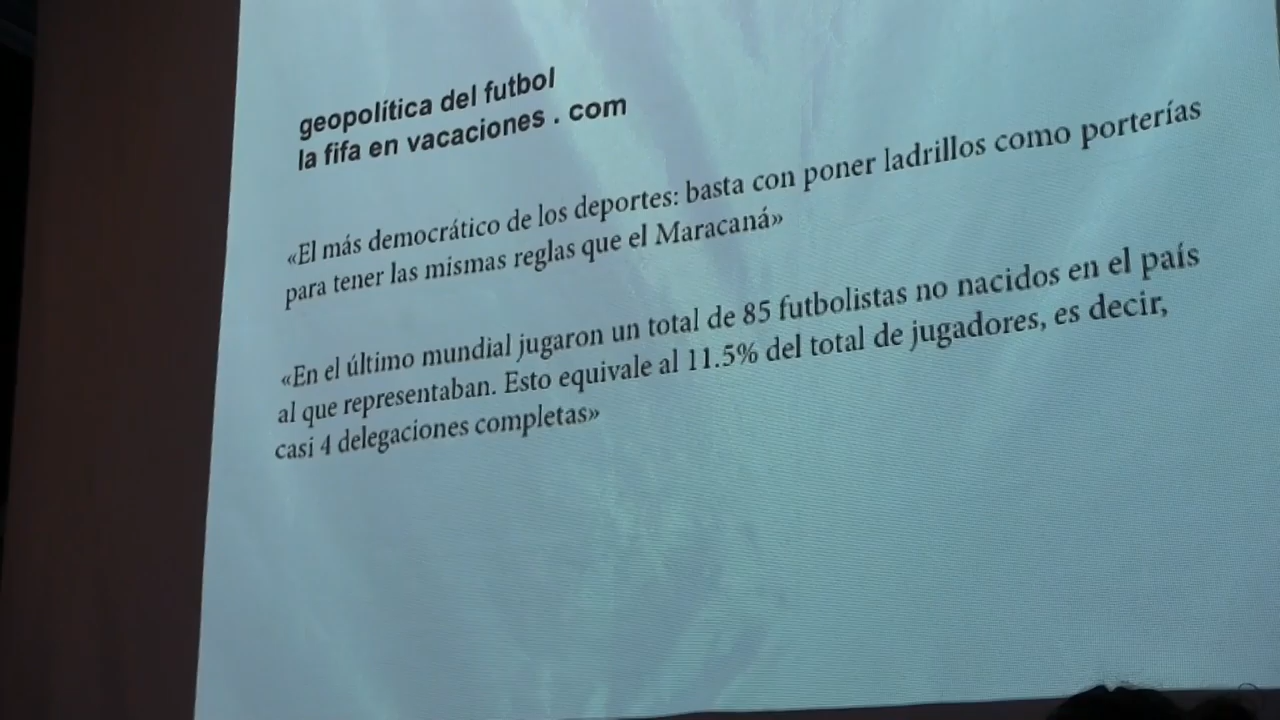 geopolítica del futbol
la fifa en vacaciones . com
«El más democrático de los deportes: basta con poner ladrillos como porterías
para tener las mismas reglas que el Maracaná»
«En el último mundial jugaron un total de 85 futbolistas no nacidos en el país
al que representaban. Esto equivale al 11.5% del total de jugadores, es decir,
casi 4 delegaciones completas»